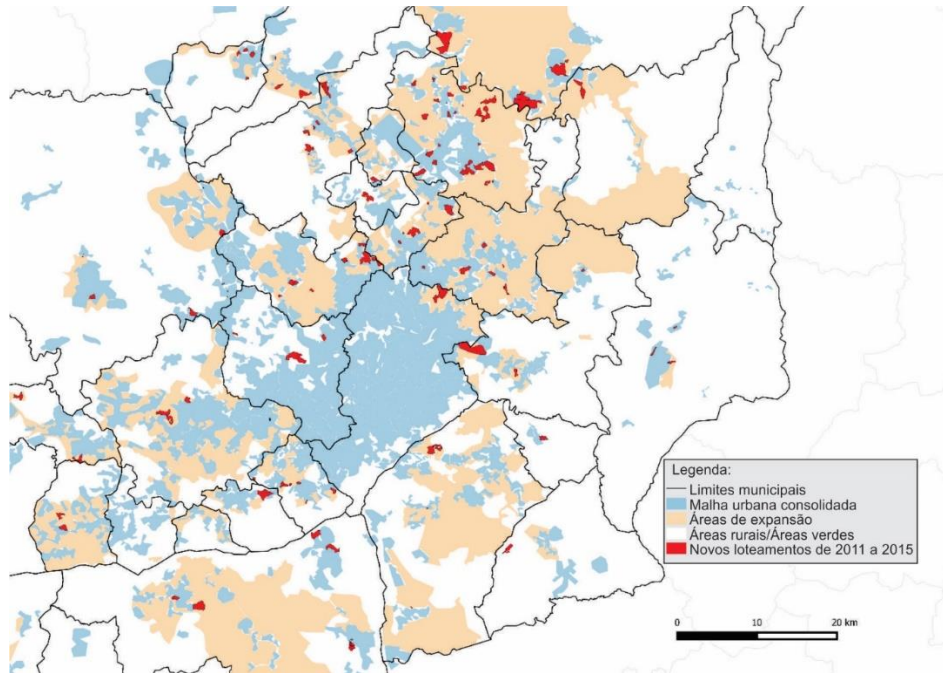 Legenda:
Limites municipais
Malha urbana consolidada
Áreas de expansão
Áreas rurais/Áreas verdes
Novos loteamentos de 2011 a 2015
0 10 20 km